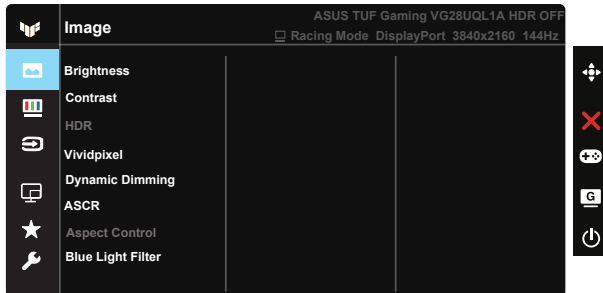 Image
ASUS TUF Gaming VG28UQL1A HDR OFF
Racing Mode DisplayPort 3840x2160 144Hz
Brightness
Contrast
HDR
Vividpixel
Dynamic Dimming
ASCR
Aspect Control
Blue Light Filter
G